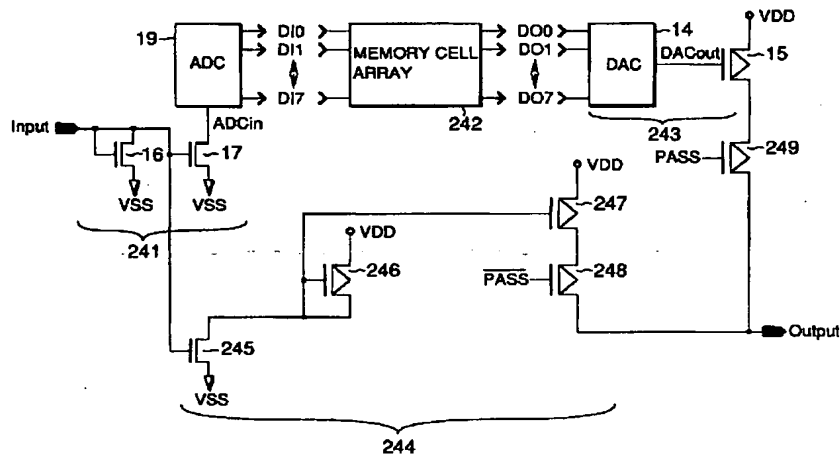 19
ADC
DI0
DI1
DI7
MEMORY CELL
ARRAY
242
DO0
DO1
DO7
14
DAC
DACout
VDD
15
243
Input
ADCin
16
17
VSS
VSS
241
PASS
249
VDD
247
VDD
246
PASS
248
Output
245
VSS
244